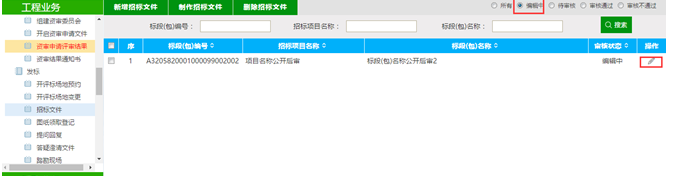 工程业务
新增招标文件 制作招标文件 删除招标文件
所有 编辑中 待审核 审核通过 审核不通过
组建资审委员会
开启资审申请文件
资审申请评审结果
资审结果通知书
发标
开评标场地预约
开评标场地变更
招标文件
图纸领取登记
提问回复
答疑澄清文件
踏勘现场
标段(包)编号: 招标项目名称: 标段(包)名称: 搜索
序 标段(包)编号 招标项目名称 标段(包)名称 审核状态 操作
1 A3205820001000099002002 项目名称公开后审 标段(包)名称公开后审2 编辑中